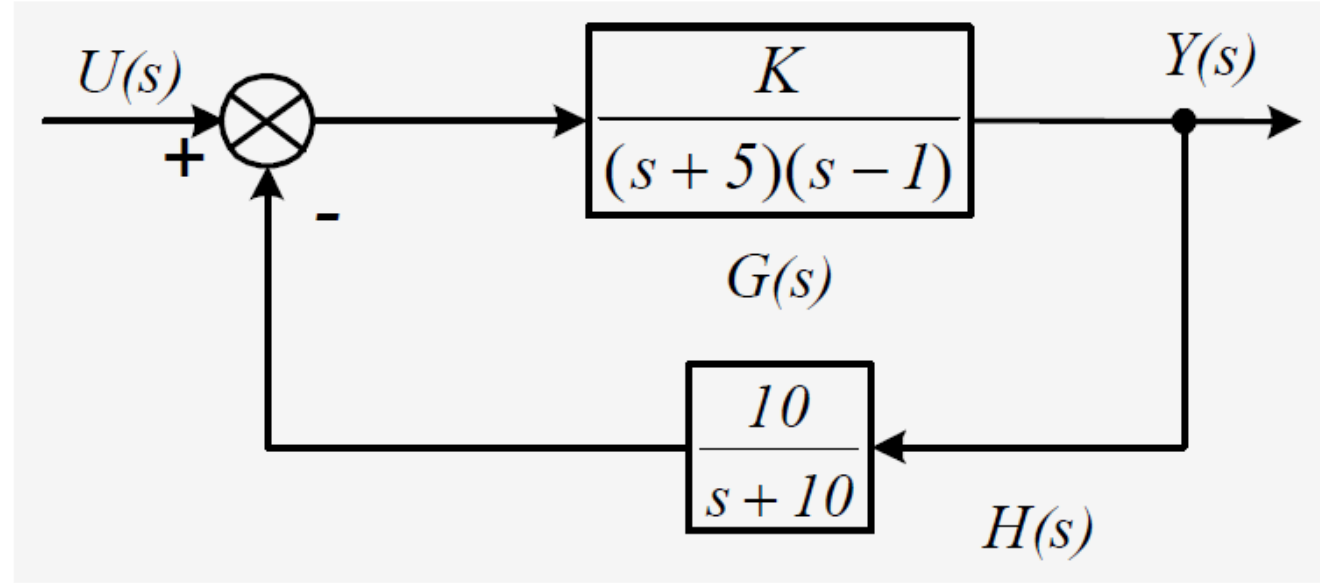 U(s)
+
-
K
(s + 5)(s − 1)
G(s)
Y(s)
10
s + 10
H(s)